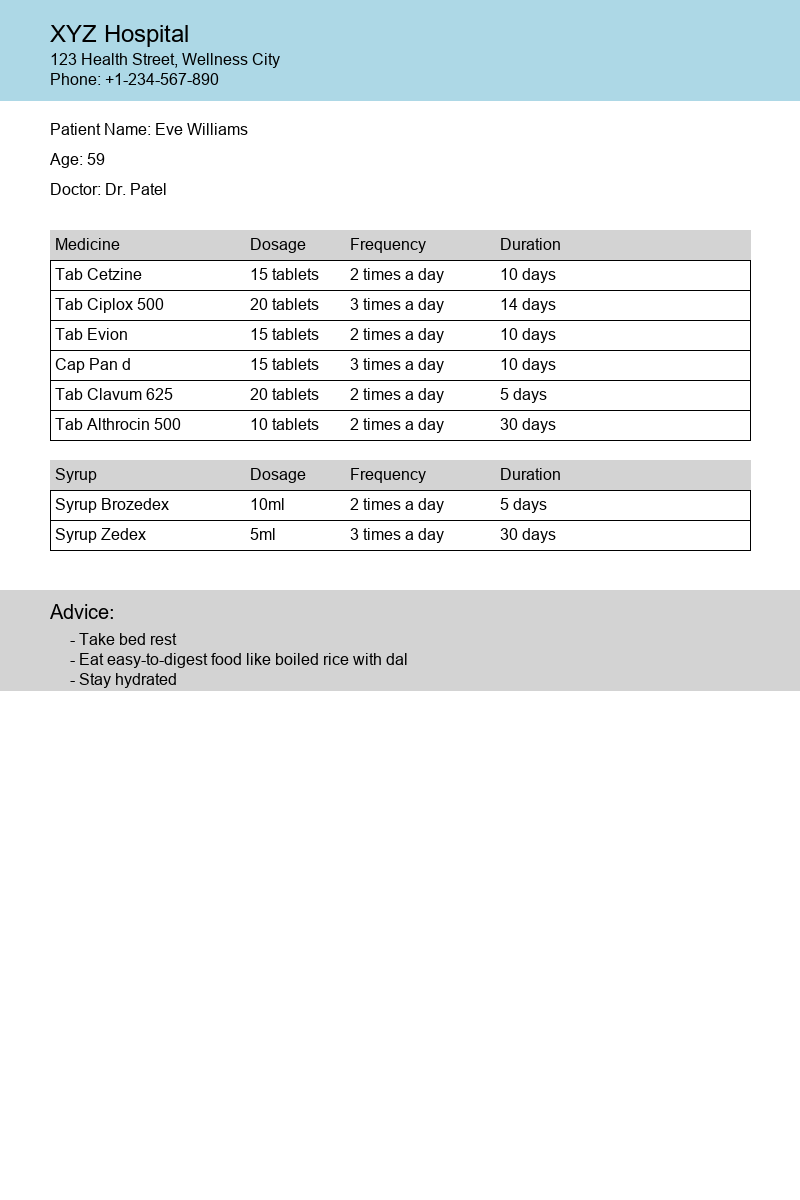 XYZ Hospital
123 Health Street, Wellness City
Phone: +1-234-567-890
Patient Name: Eve Williams
Age: 59
Doctor: Dr. Patel
Medicine Dosage Frequency Duration
Tab Cetzine 15 tablets 2 times a day 10 days
Tab Ciplox 500 20 tablets 3 times a day 14 days
Tab Evion 15 tablets 2 times a day 10 days
Cap Pan d 15 tablets 3 times a day 10 days
Tab Clavum 625 20 tablets 2 times a day 5 days
Tab Althrocin 500 10 tablets 2 times a day 30 days
Syrup Dosage Frequency Duration
Syrup Brozedex 10ml 2 times a day 5 days
Syrup Zedex 5ml 3 times a day 30 days
Advice:
- Take bed rest
- Eat easy-to-digest food like boiled rice with dal
- Stay hydrated